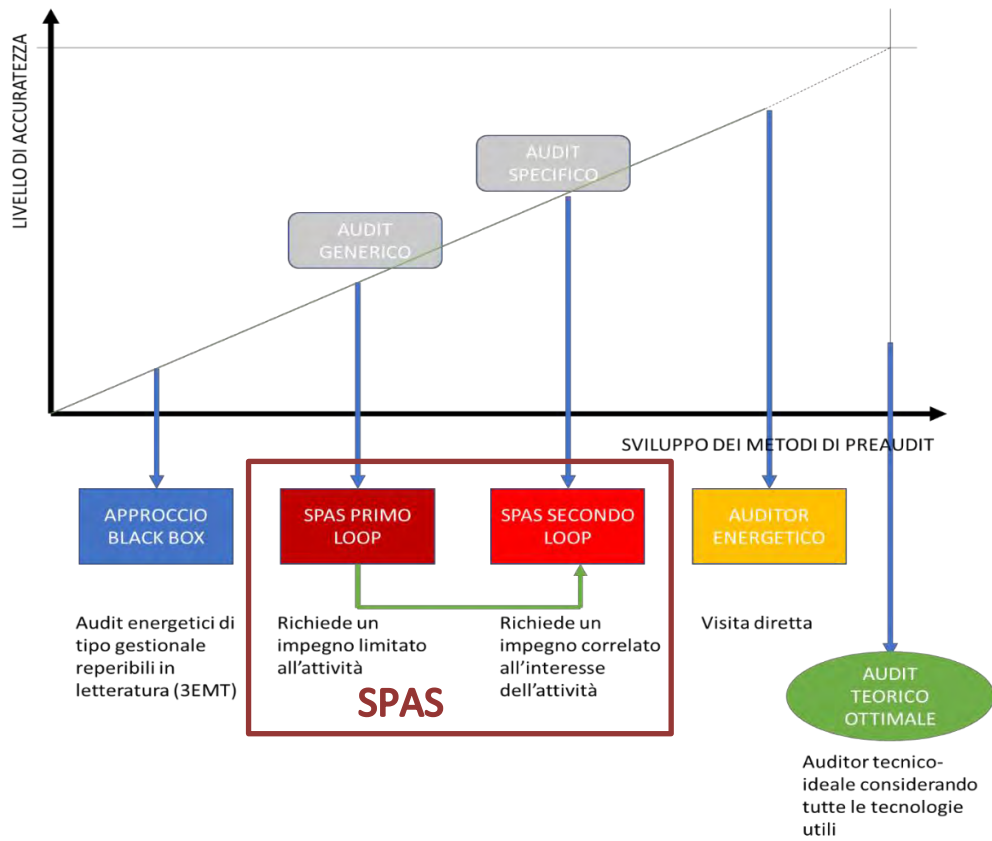 LIVELLO DI ACCURATEZZA
AUDIT
SPECIFICO
AUDIT
GENERICO
SVILUPPO DEI METODI DI PREAUDIT
APPROCCIO
BLACK BOX
SPAS PRIMO
LOOP
SPAS SECONDO
LOOP
AUDITOR
ENERGETICO
Audit energetici di
tipo gestionale
reperibili in
letteratura (3EMT)
Richiede un
impegno limitato
all'attività
Richiede un
impegno correlato
all'interesse
dell'attività
Visita diretta
SPAS
AUDIT
TEORICO
OTTIMALE
Auditor tecnico-
ideale considerando
tutte le tecnologie
utili